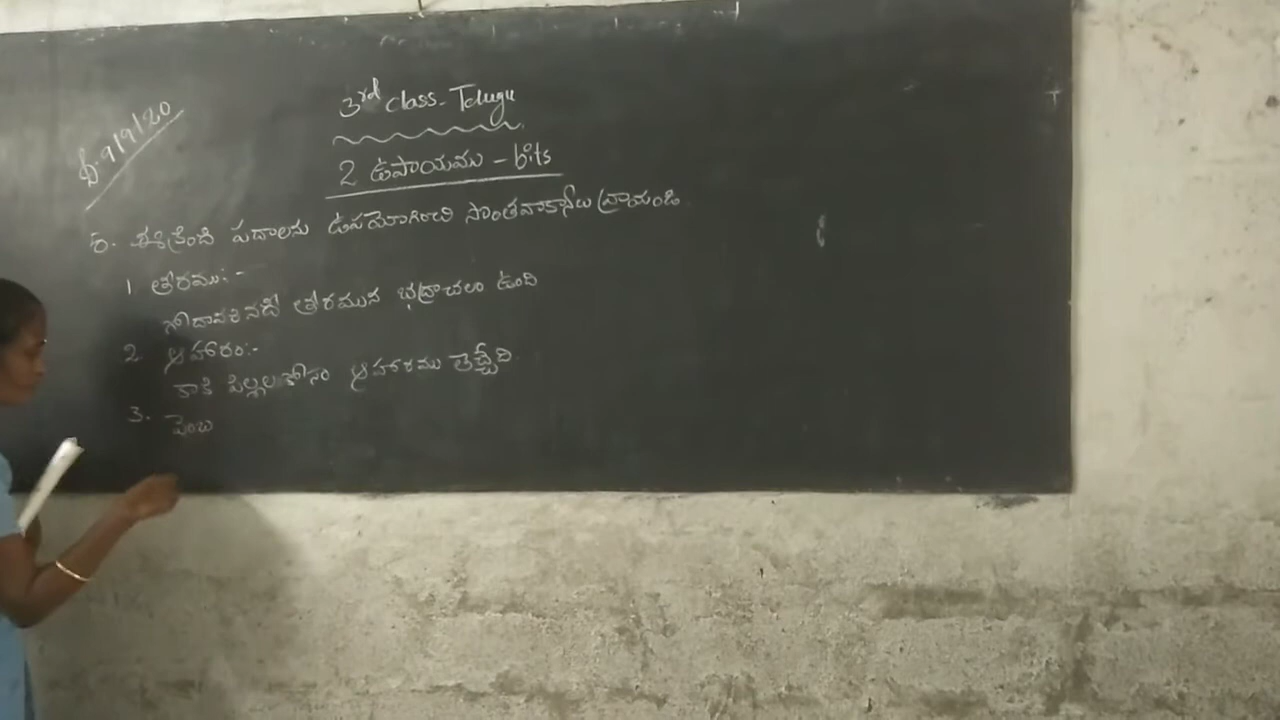 D. 9/9/20
3rd class - Telugu
2 ఉపాయము - bits
క. ఈ క్రింది పదాలను ఉపయోగించి సొంతవాక్యాలు వ్రాయండి
1 తీరము: -
గోదావరి నది తీరమున భద్రాచలం ఉంది
2. ఆహారం: -
కాకి పిల్లల కోసం ఆహారము తెచ్చేది
3. వెంబ